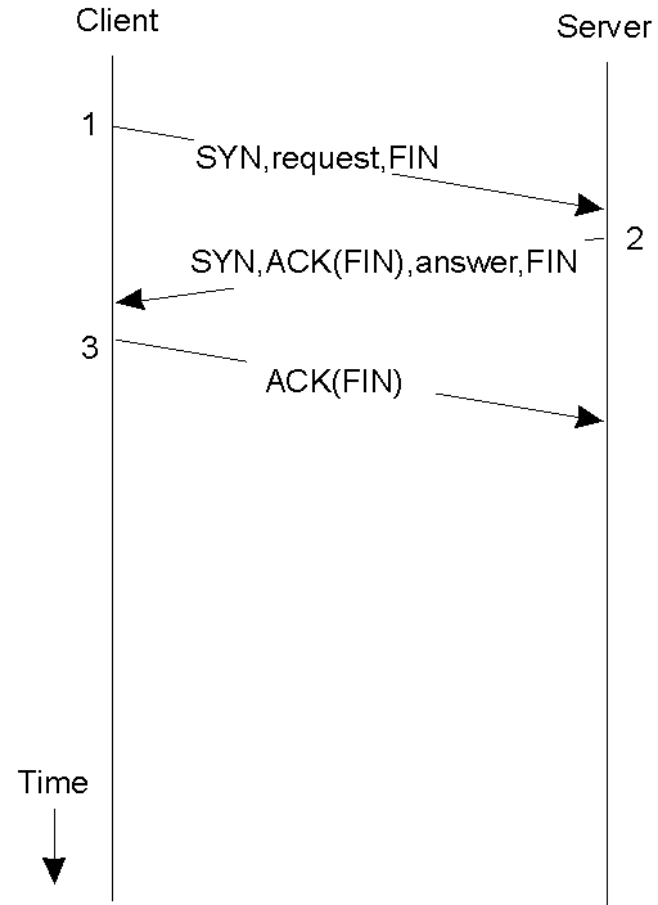 Client
Server
1
SYN,request,FIN
2
SYN,ACK(FIN),answer,FIN
3
ACK(FIN)
Time